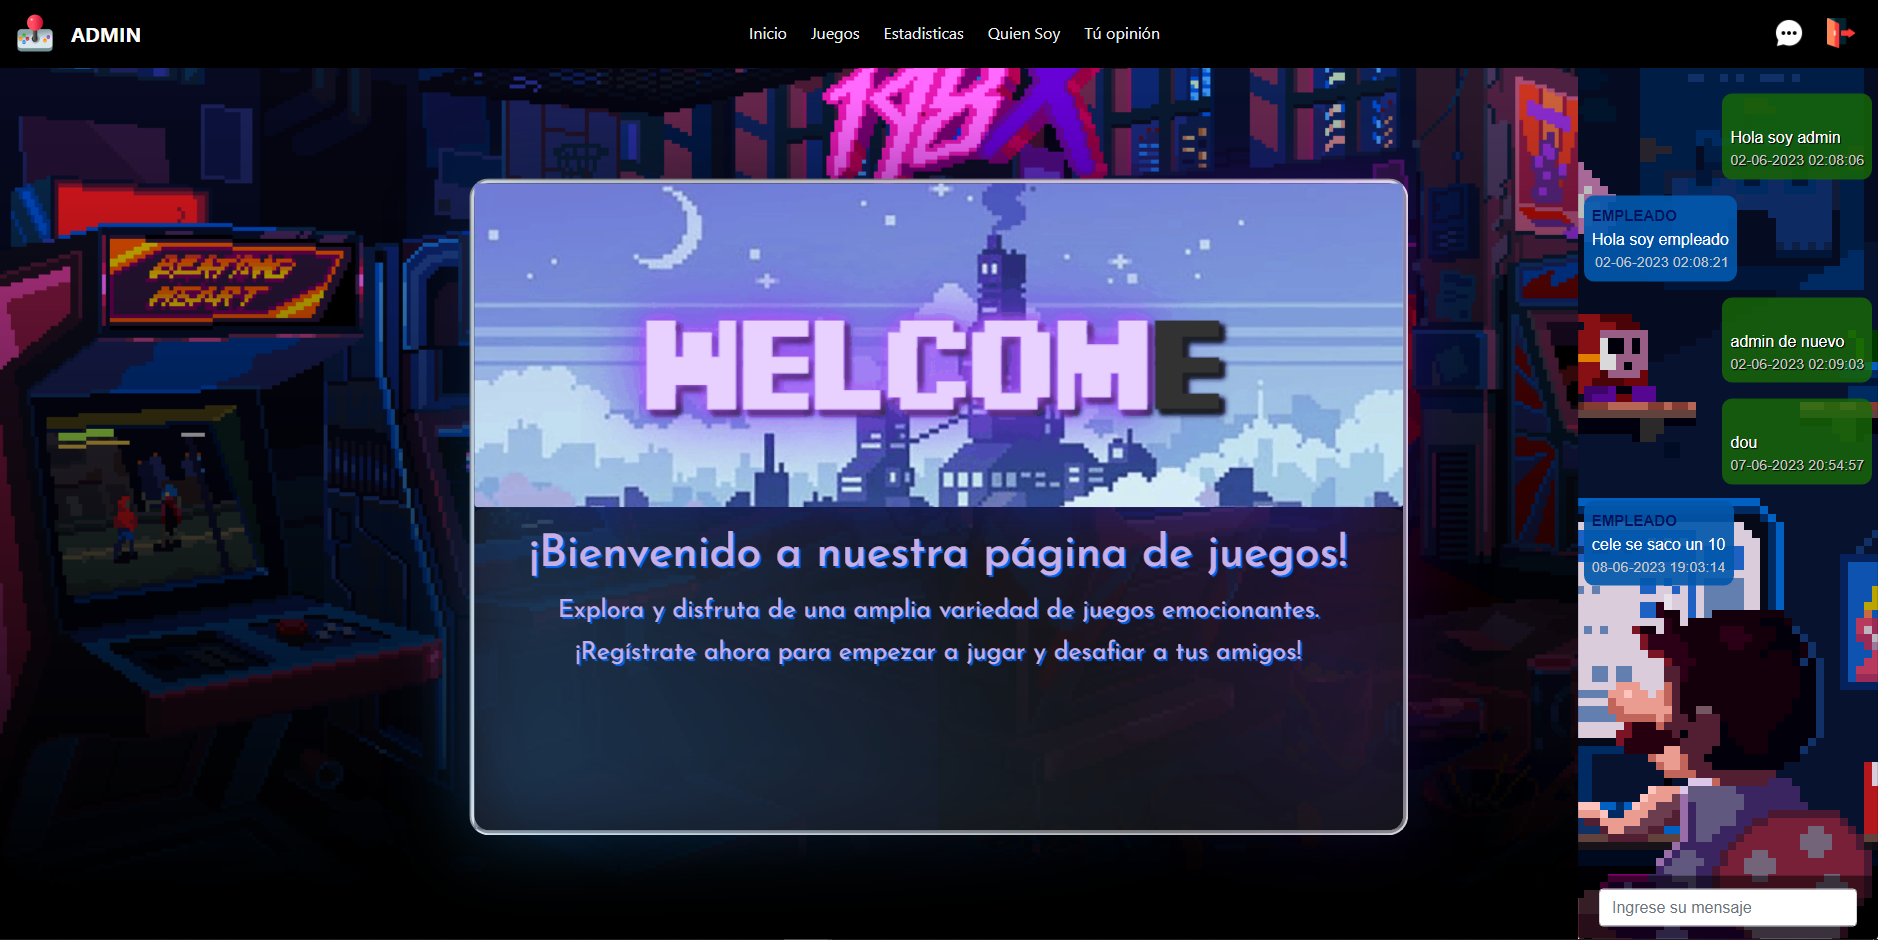 ADMIN
Inicio Juegos Estadisticas Quien Soy Tú opinión
198X
BEATING
HEART
WELCOME
¡Bienvenido a nuestra página de juegos!
Explora y disfruta de una amplia variedad de juegos emocionantes.
¡Regístrate ahora para empezar a jugar y desafiar a tus amigos!
Hola soy admin
02-06-2023 02:08:06
EMPLEADO
Hola soy empleado
02-06-2023 02:08:21
admin de nuevo
02-06-2023 02:09:03
dou
07-06-2023 20:54:57
EMPLEADO
cele se saco un 10
08-06-2023 19:03:14
Ingrese su mensaje